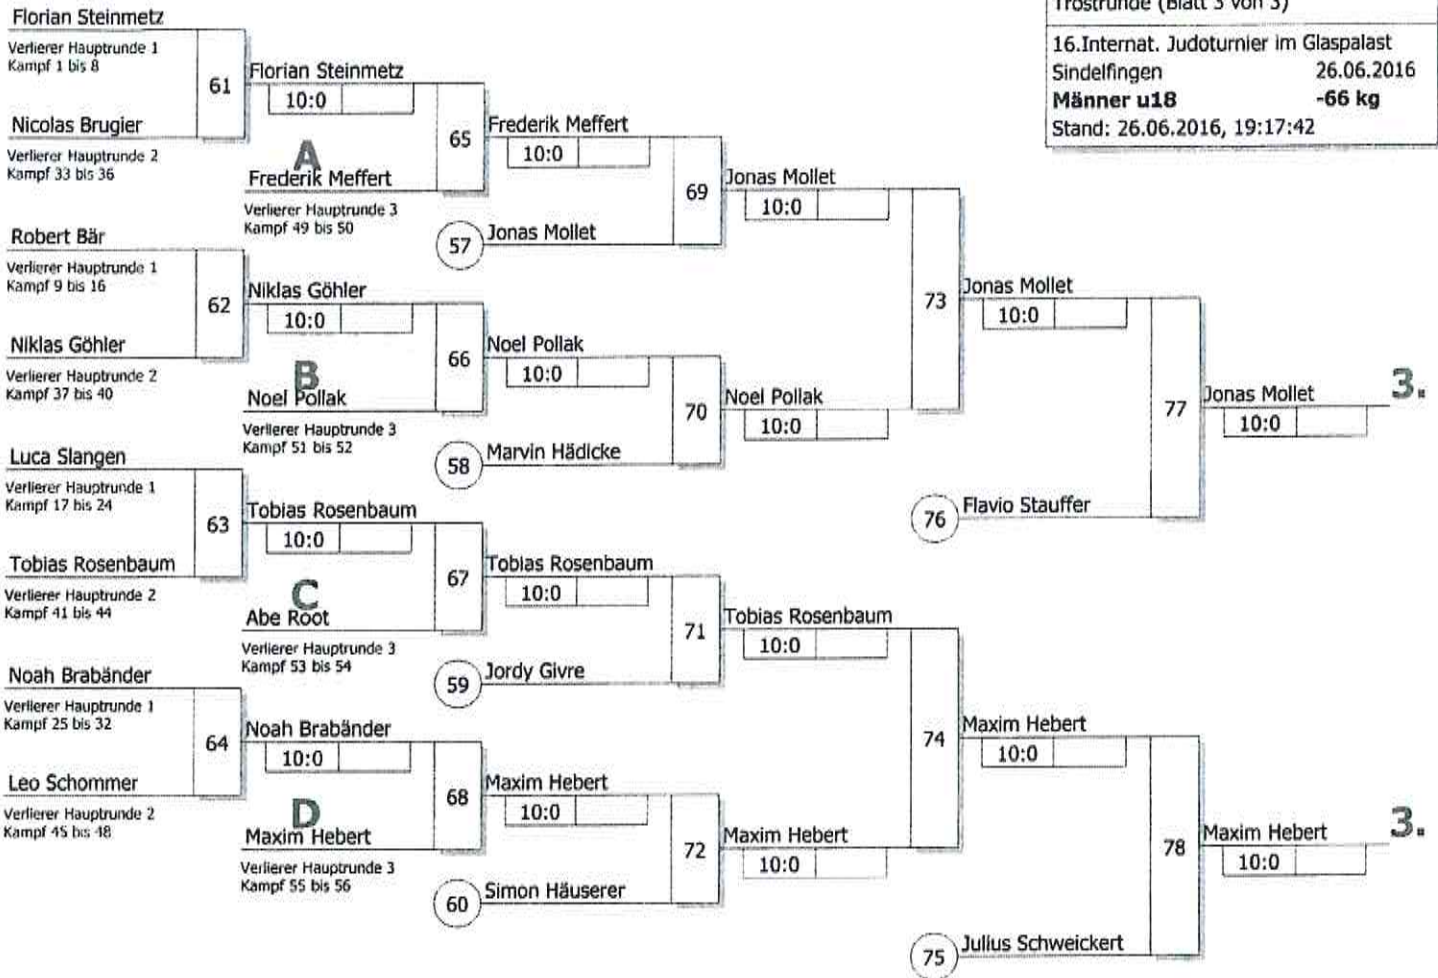 Trostrunde (Blatt 3 von 3)
16.Internat. Judoturnier im Glaspalast
Sindelfingen 26.06.2016
Männer u18 -66 kg
Stand: 26.06.2016, 19:17:42
Florian Steinmetz
Verlierer Hauptrunde 1
Kampf 1 bis 8
61
Nicolas Brugier
Verlierer Hauptrunde 2
Kampf 33 bis 36
Robert Bär
Verlierer Hauptrunde 1
Kampf 9 bis 16
62
Niklas Göhler
Verlierer Hauptrunde 2
Kampf 37 bis 40
Luca Slangen
Verlierer Hauptrunde 1
Kampf 17 bis 24
63
Tobias Rosenbaum
Verlierer Hauptrunde 2
Kampf 41 bis 44
Noah Brabänder
Verlierer Hauptrunde 1
Kampf 25 bis 32
64
Leo Schommer
Verlierer Hauptrunde 2
Kampf 45 bis 48
Florian Steinmetz
10:0
65
A
Frederik Meffert
Verlierer Hauptrunde 3
Kampf 49 bis 50
Niklas Göhler
10:0
66
B
Noel Pollak
Verlierer Hauptrunde 3
Kampf 51 bis 52
Tobias Rosenbaum
10:0
67
C
Abe Root
Verlierer Hauptrunde 3
Kampf 53 bis 54
Noah Brabänder
10:0
68
D
Maxim Hebert
Verlierer Hauptrunde 3
Kampf 55 bis 56
Frederik Meffert
10:0
69
57 Jonas Mollet
Noel Pollak
10:0
70
58 Marvin Hädicke
Tobias Rosenbaum
10:0
71
59 Jordy Givre
Maxim Hebert
10:0
72
60 Simon Häuserer
Jonas Mollet
10:0
73
Noel Pollak
10:0
Tobias Rosenbaum
10:0
74
Maxim Hebert
10:0
Jonas Mollet
10:0
77
76 Flavio Stauffer
Maxim Hebert
10:0
78
75 Julius Schweickert
Jonas Mollet 3.
10:0
Maxim Hebert 3.
10:0